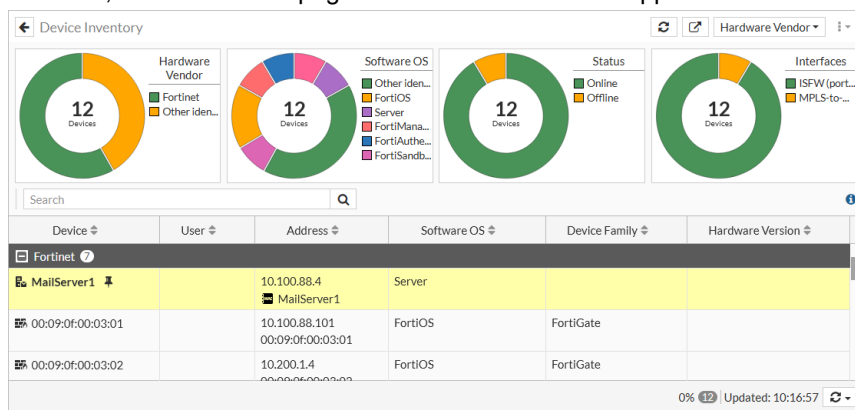 Device Inventory
Hardware Vendor
Hardware
Vendor
Fortinet
Other iden...
12
Devices
Software OS
Other iden...
FortiOS
Server
FortiMana...
FortiAuthe...
FortiSandb...
12
Devices
Status
Online
Offline
12
Devices
Interfaces
ISFW (port...
MPLS-to-...
12
Devices
Search
Device User Address Software OS Device Family Hardware Version
Fortinet 7
MailServer1 10.100.88.4 Server
MailServer1
00:09:0f:00:03:01 10.100.88.101 FortiOS FortiGate
00:09:0f:00:03:01
00:09:0f:00:03:02 10.200.1.4 FortiOS FortiGate
0% 12 Updated: 10:16:57